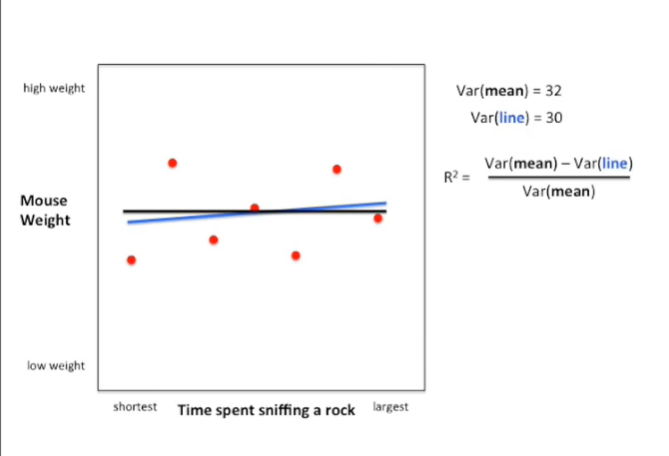 high weight
Mouse
Weight
low weight
shortest
Time spent sniffing a rock
largest
Var(mean) = 32
Var(line) = 30
R² =
Var(mean) – Var(line)
Var(mean)